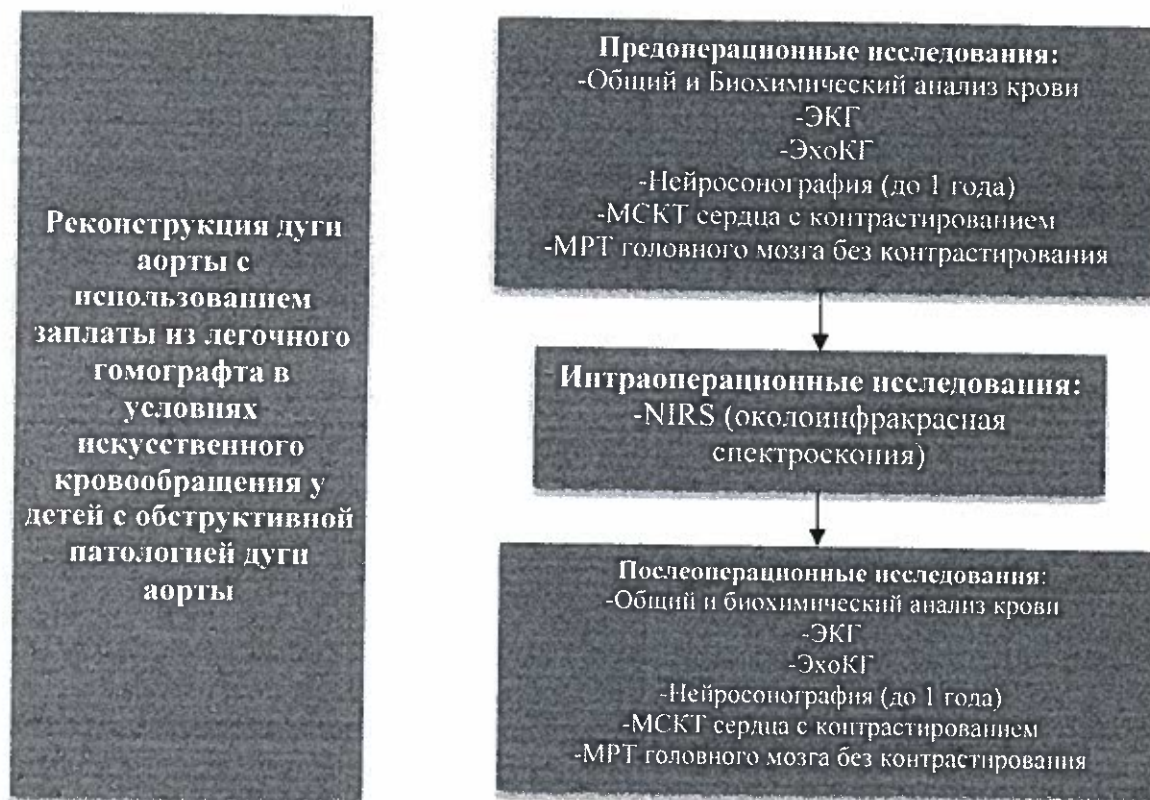 Реконструкция дуги
аорты с
использованием
заплаты из легочного
гомографта в
условиях
искусственного
кровообращения у
детей с обструктивной
патологией дуги
аорты
Предоперационные исследования:
-Общий и Биохимический анализ крови
-ЭКГ
-ЭхоКГ
-Нейросонография (до 1 года)
-МСКТ сердца с контрастированием
-МРТ головного мозга без контрастирования
Интраоперационные исследования:
-NIRS (околоинфракрасная
спектроскопия)
Послеоперационные исследования:
-Общий и биохимический анализ крови
-ЭКГ
-ЭхоКГ
-Нейросонография (до 1 года)
-МСКТ сердца с контрастированием
-МРТ головного мозга без контрастирования